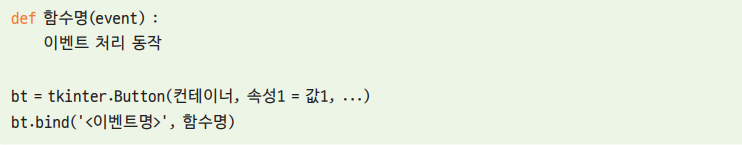 def 함수명(event) :
    이벤트 처리 동작

bt = tkinter.Button(컨테이너, 속성1 = 값1, ...)
bt.bind('<이벤트명>', 함수명)